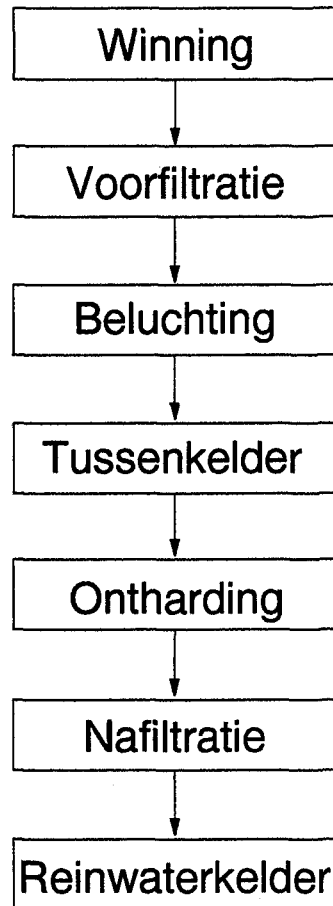 Winning
Voorfiltratie
Beluchting
Tussenkelder
Ontharding
Nafiltratie
Reinwaterkelder